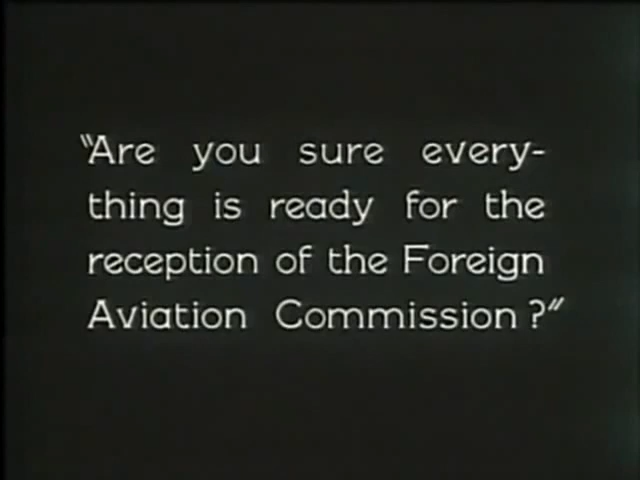 "Are you sure every-
thing is ready for the
reception of the Foreign
Aviation Commission?"